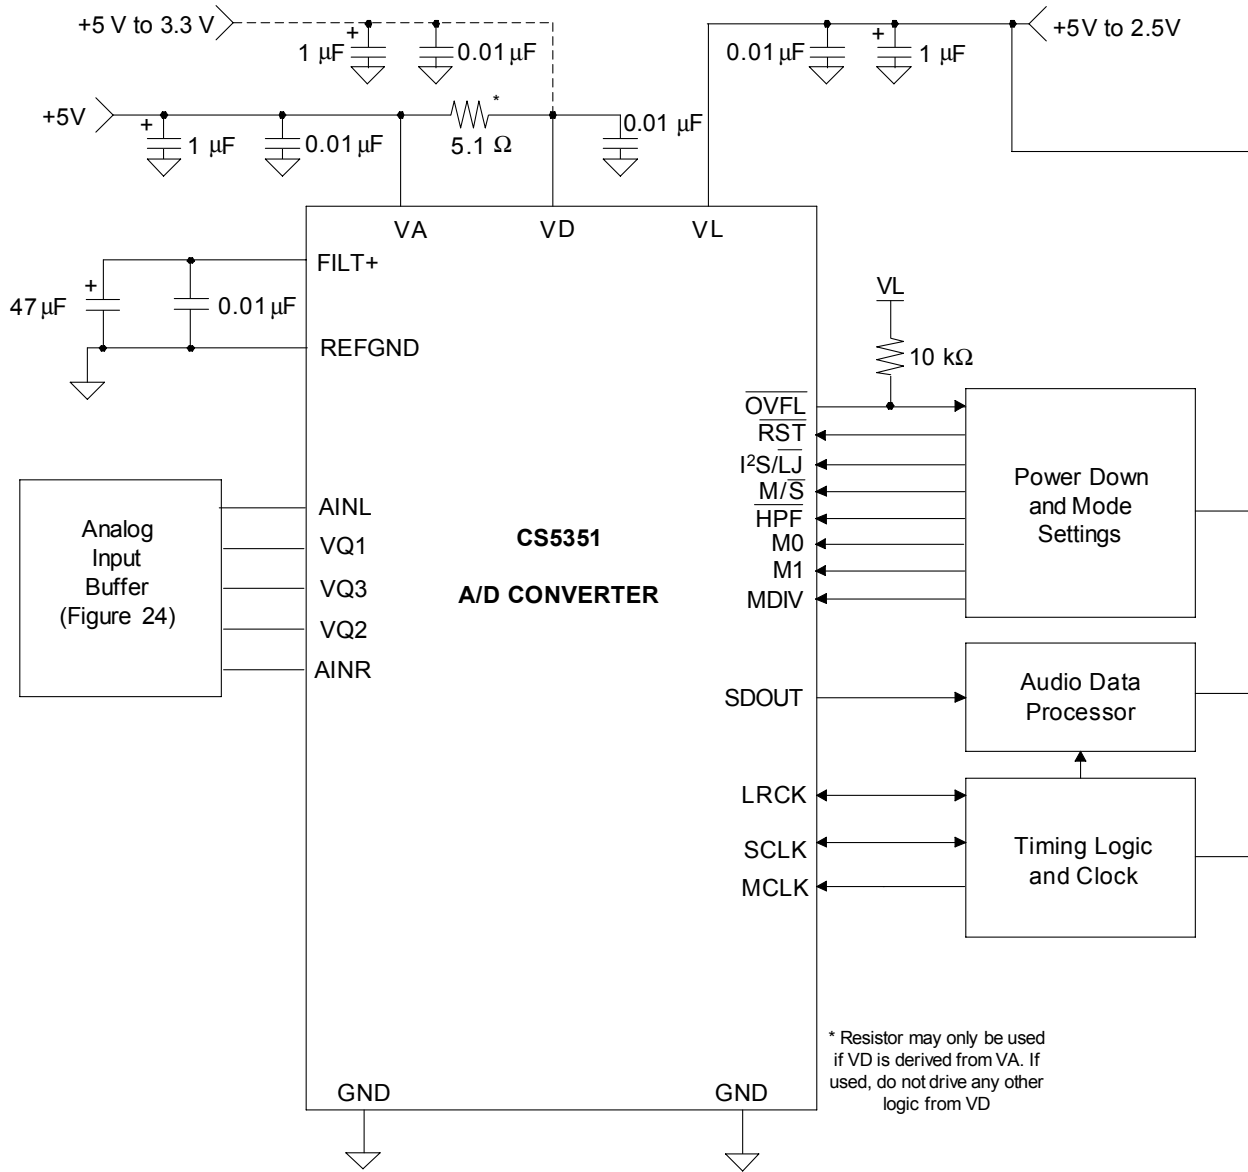 +5 V to 3.3 V
+
1 µF
0.01 µF
0.01 µF
+
1 µF
+5V to 2.5V
+5V
+
1 µF
0.01 µF
*
5.1 Ω
0.01 µF
VA
VD
VL
FILT+
+
47 µF
0.01 µF
REFGND
VL
10 kΩ
OVFL
RST
I²S/LJ
M/S
HPF
M0
M1
MDIV
Power Down
and Mode
Settings
Analog
Input
Buffer
(Figure 24)
AINL
VQ1
VQ3
VQ2
AINR
CS5351
A/D CONVERTER
SDOUT
Audio Data
Processor
LRCK
SCLK
MCLK
Timing Logic
and Clock
* Resistor may only be used
if VD is derived from VA. If
used, do not drive any other
logic from VD
GND
GND